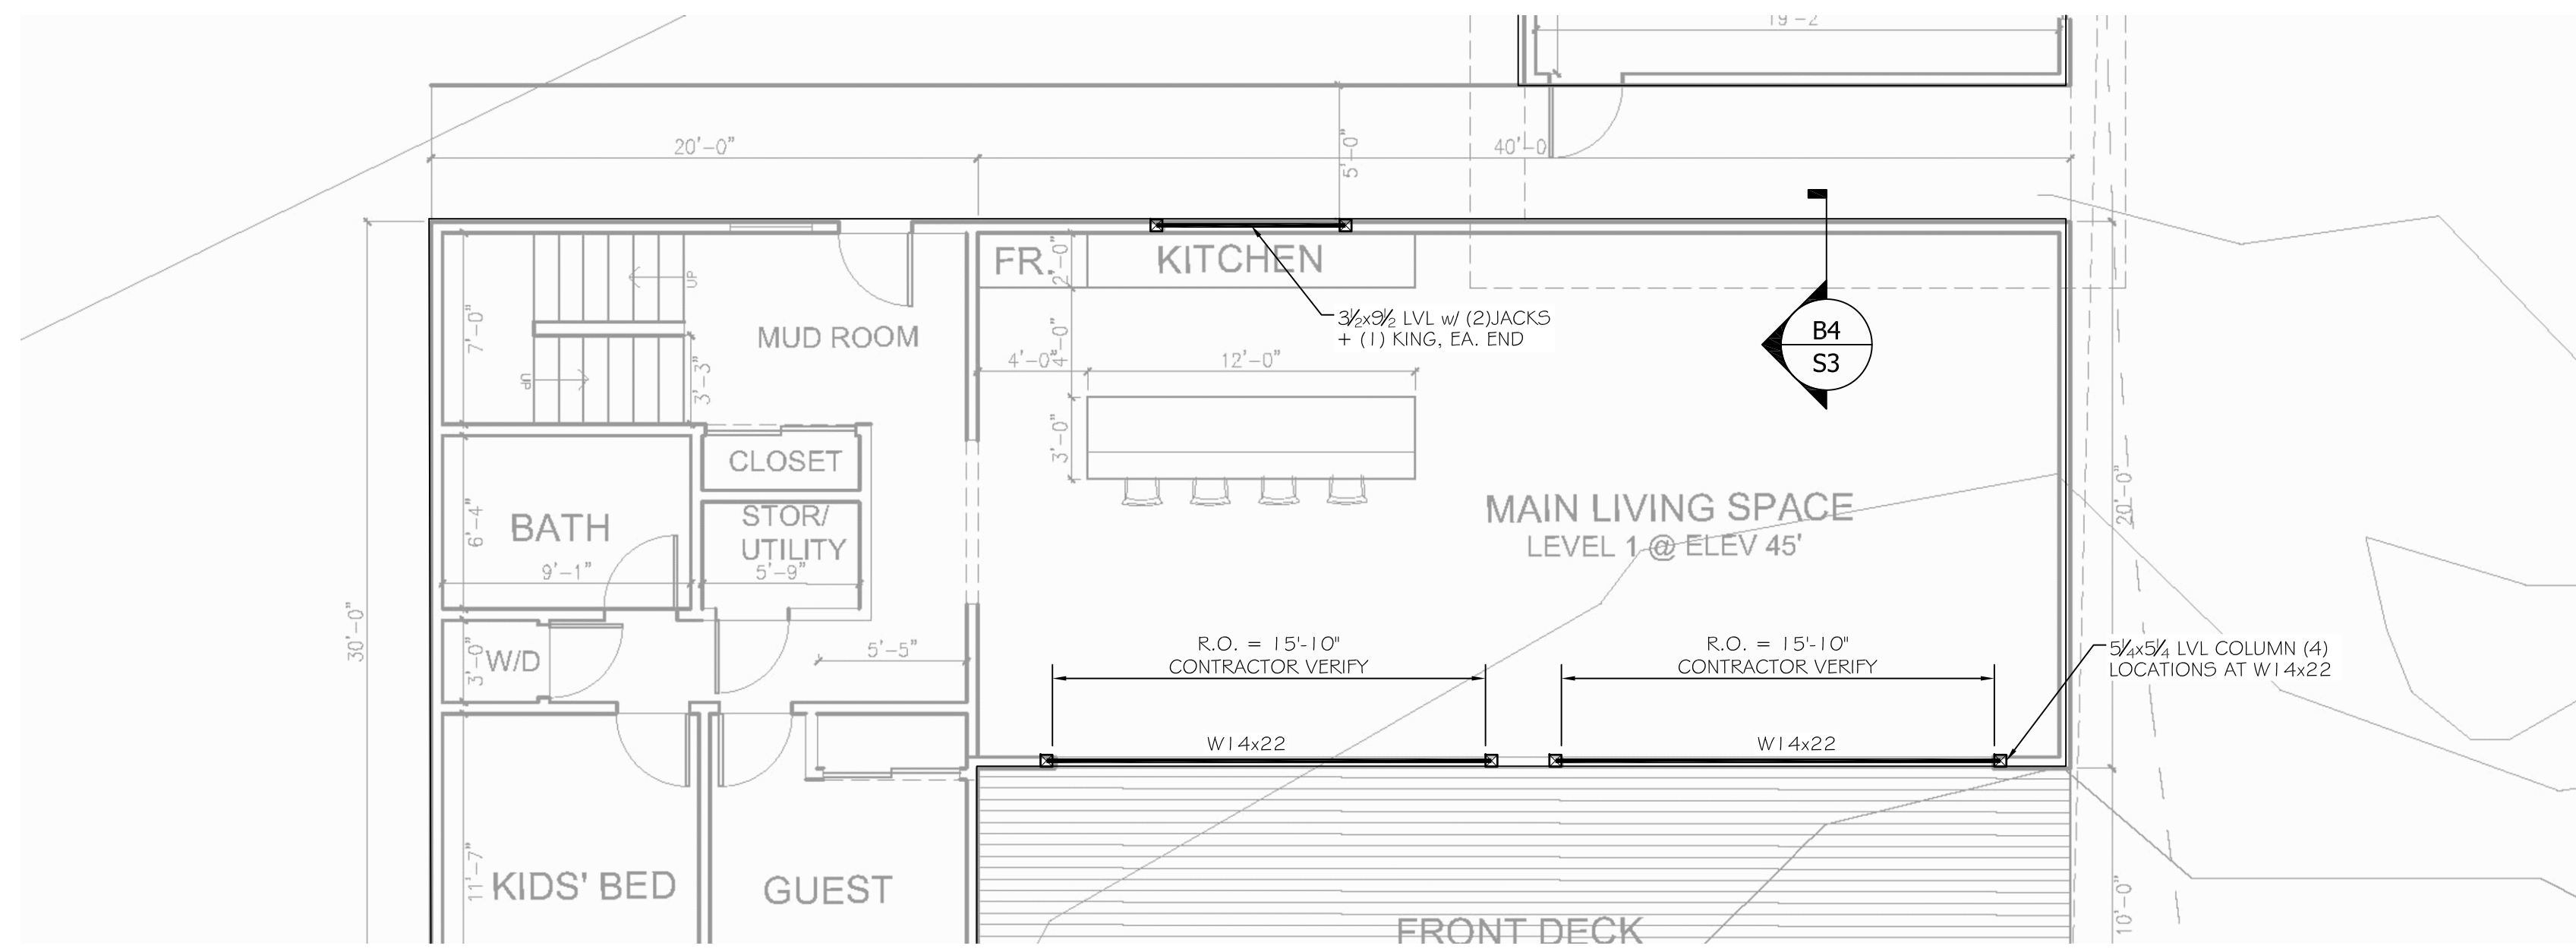 19'-2
20'-0"
40'-0
5'-0"
FR.
2'-0"
KITCHEN
UP
7'-0"
MUD ROOM
3½x9½ LVL w/ (2)JACKS
+ (1) KING, EA. END
B4
S3
4'-0"
4'-0"
12'-0"
UP
3'-3"
3'-0"
CLOSET
MAIN LIVING SPACE
LEVEL 1 @ ELEV 45'
20'-0"
BATH
6'-4"
STOR/
UTILITY
9'-1"
5'-9"
30'-0"
W/D
3'-0"
5'-5"
R.O. = 15'-10"
CONTRACTOR VERIFY
R.O. = 15'-10"
CONTRACTOR VERIFY
5¼x5¼ LVL COLUMN (4)
LOCATIONS AT W14x22
W14x22
W14x22
11'-7"
KIDS' BED
GUEST
FRONT DECK
10'-0"